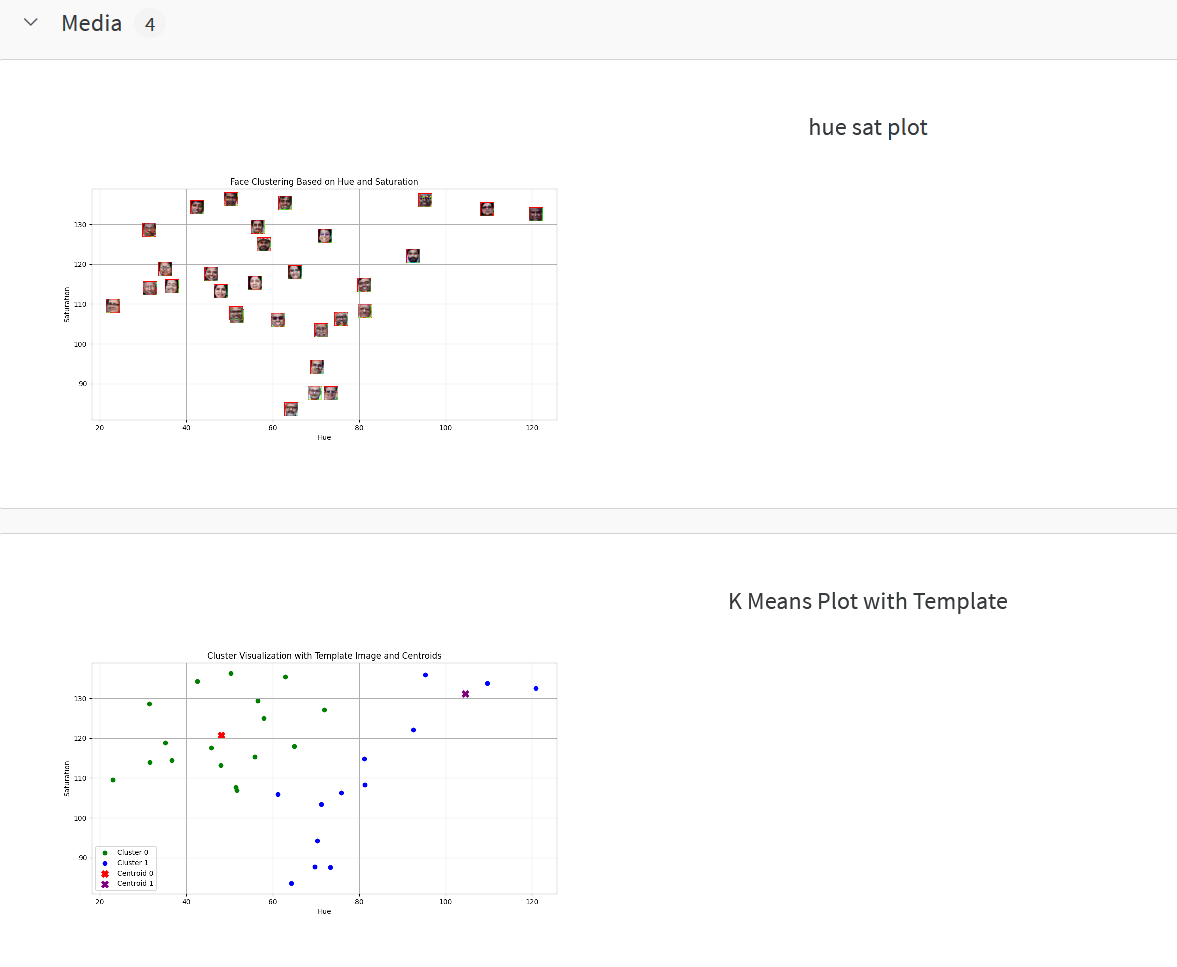 Media 4
hue sat plot
Face Clustering Based on Hue and Saturation
130
120
110
100
90
Saturation
20 40 60 80 100 120
Hue
K Means Plot with Template
Cluster Visualization with Template Image and Centroids
130
120
110
100
90
Saturation
Cluster 0
Cluster 1
Centroid 0
Centroid 1
20 40 60 80 100 120
Hue